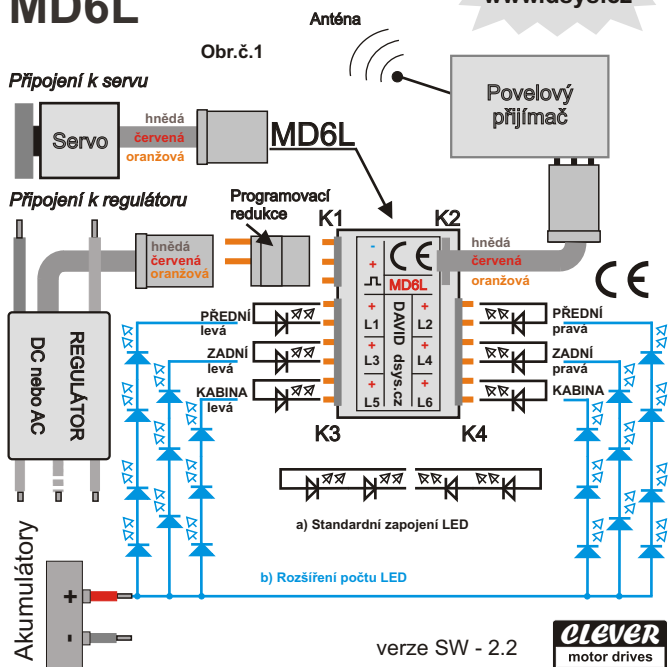 MD6L
www.dsys.cz
Anténa
Obr.č.1
Připojení k servu
Servo
hnědá
červená
oranžová
MD6L
Povelový
přijímač
Připojení k regulátoru
Programovací
redukce
K1
K2
hnědá
červená
oranžová
hnědá
červená
oranžová
-
+
CE
MD6L
CE
DAVID dsys.cz
+
L1
+
L2
+
L3
+
L4
+
L5
+
L6
PŘEDNÍ
levá
ZADNÍ
levá
KABINA
levá
PŘEDNÍ
pravá
ZADNÍ
pravá
KABINA
K3
K4
REGULÁTOR
DC nebo AC
a) Standardní zapojení LED
b) Rozšíření počtu LED
Akumulátory
+
-
verze SW - 2.2
CLEVER
motor drives